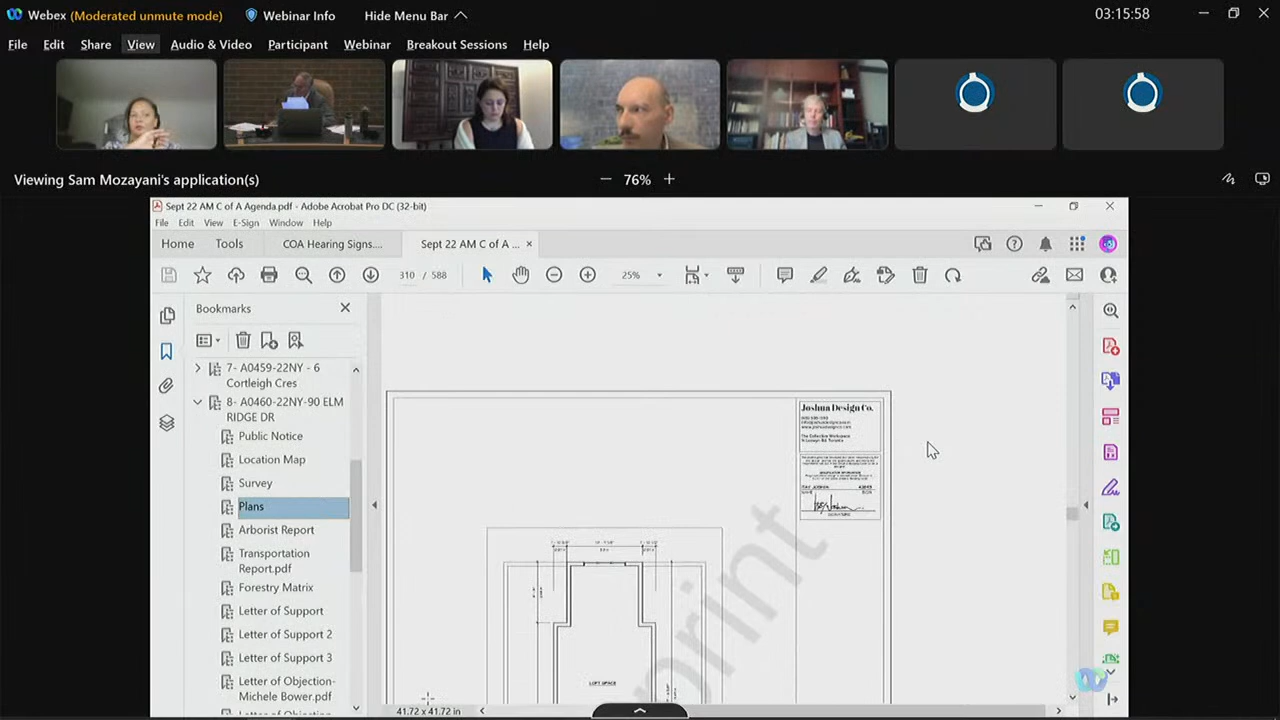 Webex (Moderated unmute mode) Webinar Info Hide Menu Bar 03:15:58
File Edit Share View Audio & Video Participant Webinar Breakout Sessions Help
Viewing Sam Mozayani's application(s) 76%
Sept 22 AM C of A Agenda.pdf - Adobe Acrobat Pro DC (32-bit)
File Edit View E-Sign Window Help
Home Tools COA Hearing Signs.... Sept 22 AM C of A ... ×
310 / 588 25%
Bookmarks
7- A0459-22NY - 6
Cortleigh Cres
8- A0460-22NY-90 ELM
RIDGE DR
Public Notice
Location Map
Survey
Plans
Arborist Report
Transportation
Report.pdf
Forestry Matrix
Letter of Support
Letter of Support 2
Letter of Support 3
Letter of Objection-
Michele Bower.pdf
Joshua Design Co.
The Collective Workspace
print
LOFT SPACE
41.72 x 41.72 in